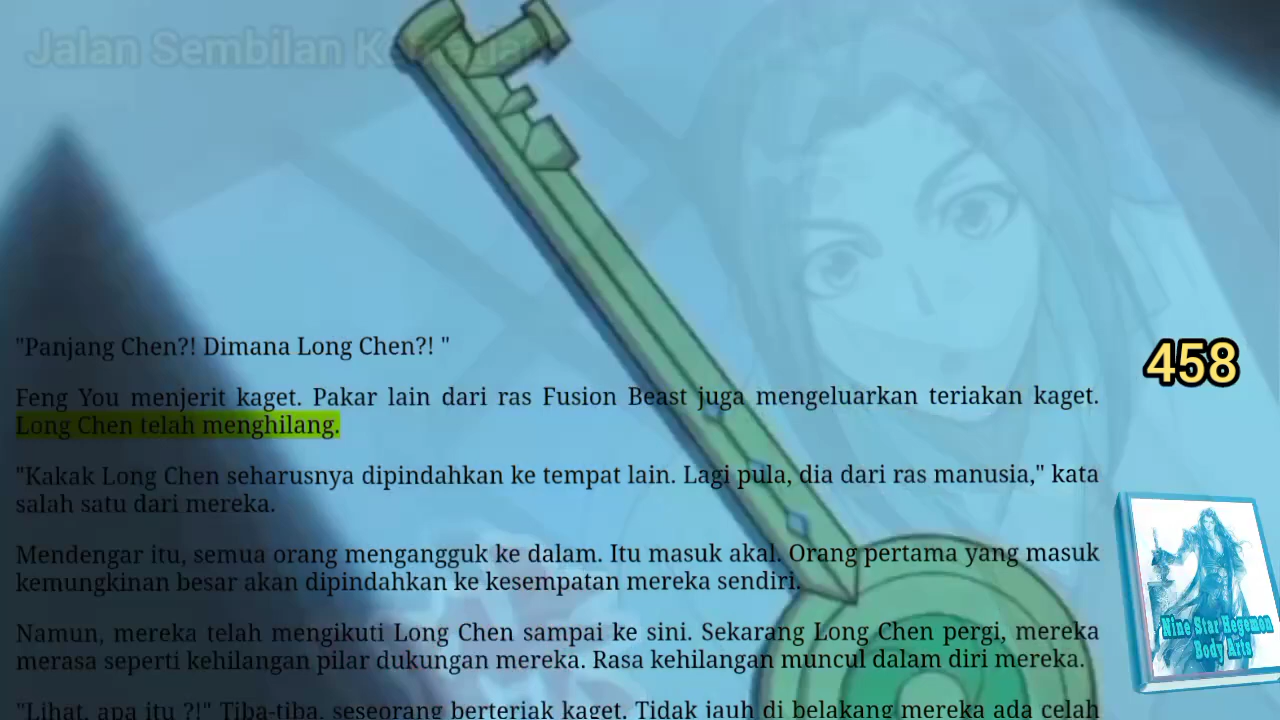 Jalan Sembilan
"Panjang Chen?! Dimana Long Chen?! "
Feng You menjerit kaget. Pakar lain dari ras Fusion Beast juga mengeluarkan teriakan kaget.
Long Chen telah menghilang.
"Kakak Long Chen seharusnya dipindahkan ke tempat lain. Lagi pula, dia dari ras manusia," kata
salah satu dari mereka.
Mendengar itu, semua orang mengangguk ke dalam. Itu masuk akal. Orang pertama yang masuk
kemungkinan besar akan dipindahkan ke kesempatan mereka sendiri.
Namun, mereka telah mengikuti Long Chen sampai ke sini. Sekarang Long Chen pergi, mereka
merasa seperti kehilangan pilar dukungan mereka. Rasa kehilangan muncul dalam diri mereka.
"Lihat, apa itu ?!" Tiba-tiba, seseorang berteriak kaget. Tidak jauh di belakang mereka ada celah
458
Nine Star Hegemon
Body Arts